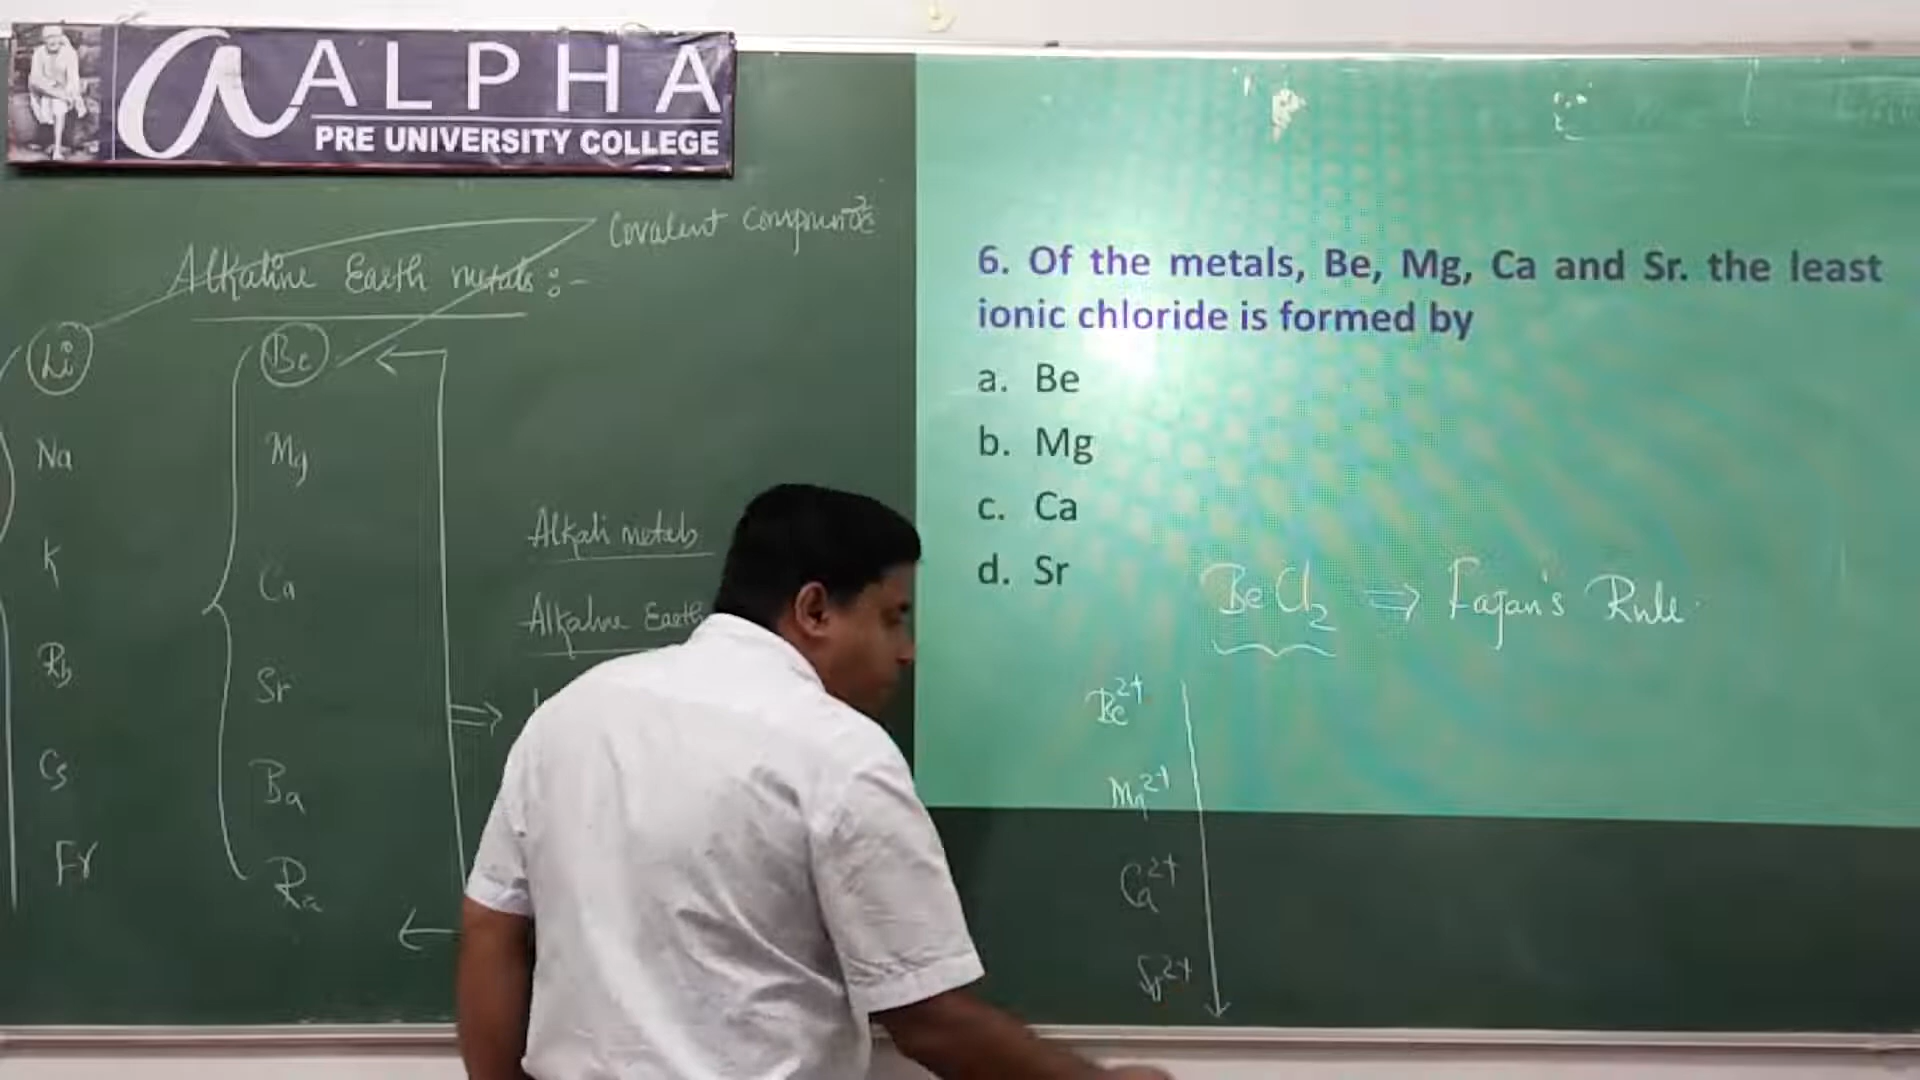 a ALPHA
PRE UNIVERSITY COLLEGE
Covalent
Alkaline Earth metals :-
Li
Be
Na
Mg
K
Ca
Rb
Sr
Cs
Ba
Fr
Ra
Alkali metals
Alkaline Earth
6. Of the metals, Be, Mg, Ca and Sr. the least
ionic chloride is formed by
a. Be
b. Mg
c. Ca
d. Sr
BeCl₂ ⇒ Fajan's Rule.
Be²⁺
Mg²⁺
Ca²⁺
Sr²⁺